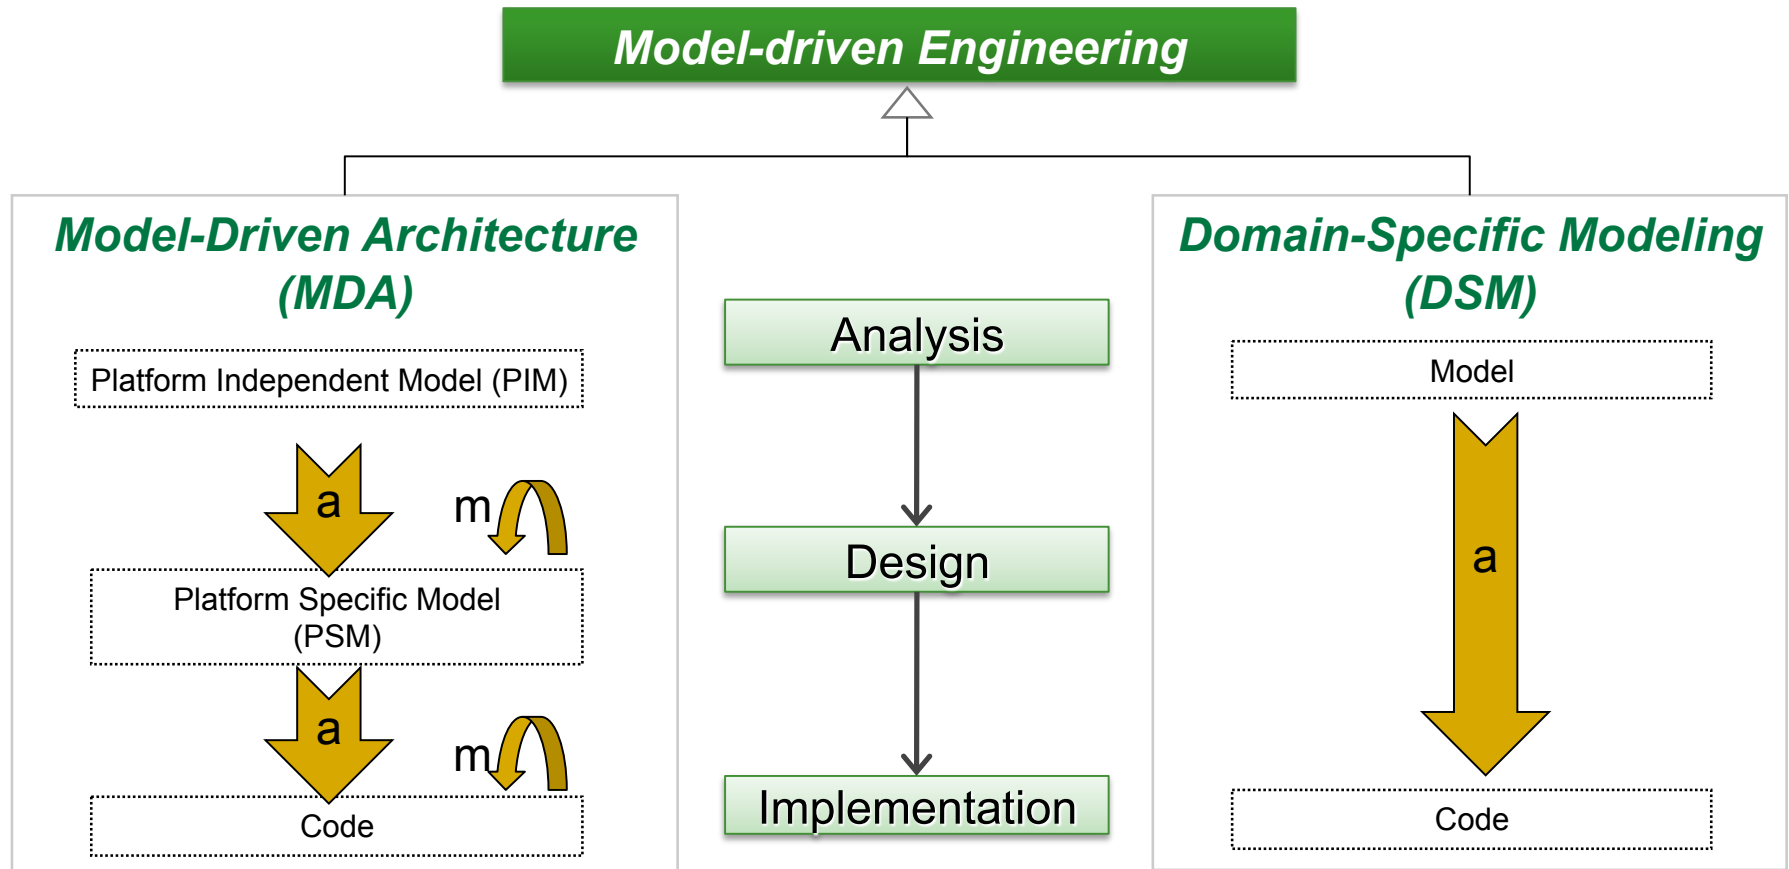 Model-driven Engineering
Model-Driven Architecture
(MDA)
Platform Independent Model (PIM)
a
m
Platform Specific Model
(PSM)
a
m
Code
Analysis
Design
Implementation
Domain-Specific Modeling
(DSM)
Model
a
Code